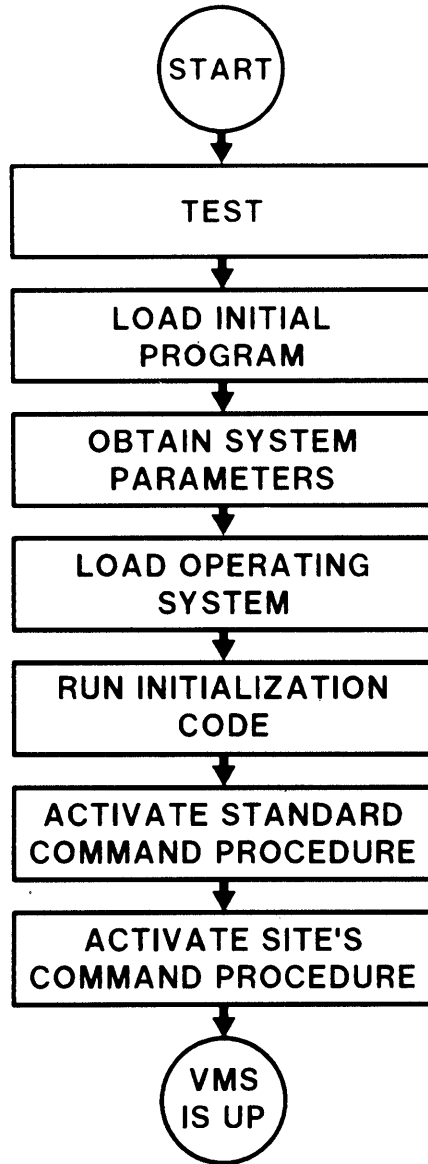 START
TEST
LOAD INITIAL
PROGRAM
OBTAIN SYSTEM
PARAMETERS
LOAD OPERATING
SYSTEM
RUN INITIALIZATION
CODE
ACTIVATE STANDARD
COMMAND PROCEDURE
ACTIVATE SITE'S
COMMAND PROCEDURE
VMS
IS UP